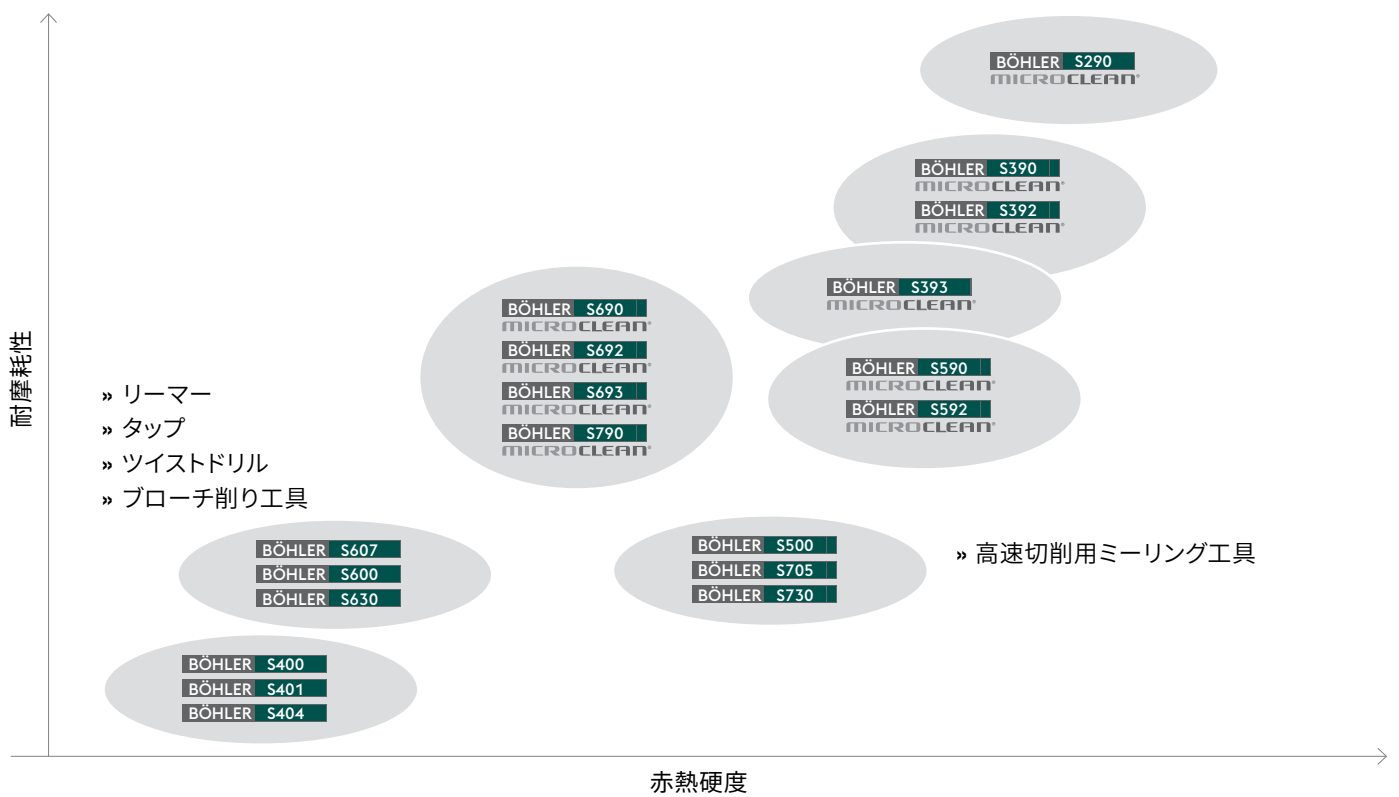 BÖHLER S290
MICROCLEAN®
BÖHLER S390
MICROCLEAN®
BÖHLER S392
MICROCLEAN®
BÖHLER S393
MICROCLEAN®
BÖHLER S590
MICROCLEAN®
BÖHLER S592
MICROCLEAN®
BÖHLER S690
MICROCLEAN®
BÖHLER S692
MICROCLEAN®
BÖHLER S693
MICROCLEAN®
BÖHLER S790
MICROCLEAN®
耐摩耗性
» リーマー
» タップ
» ツイストドリル
» ブローチ削り工具
BÖHLER S607
BÖHLER S600
BÖHLER S630
BÖHLER S500
BÖHLER S705
BÖHLER S730
» 高速切削用ミーリング工具
BÖHLER S400
BÖHLER S401
BÖHLER S404
赤熱硬度